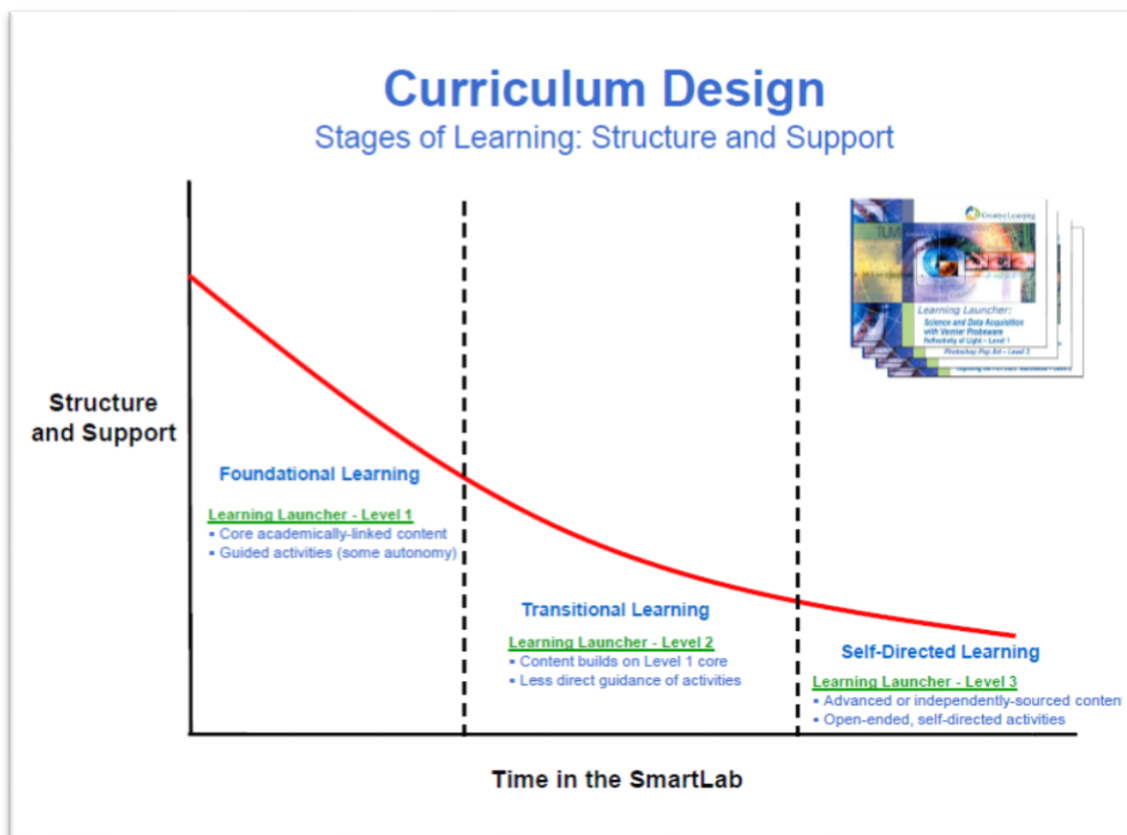 Curriculum Design
Stages of Learning: Structure and Support
Creative Learning
TLM
Learning Launcher:
Science and Data Acquisition
with Vernier Probeware
Reflectivity of Light - Level 1
Photoshop Pop Art - Level 3
Structure
and Support
Foundational Learning
Learning Launcher - Level 1
▪ Core academically-linked content
▪ Guided activities (some autonomy)
Transitional Learning
Learning Launcher - Level 2
▪ Content builds on Level 1 core
▪ Less direct guidance of activities
Self-Directed Learning
Learning Launcher - Level 3
▪ Advanced or independently-sourced conten
▪ Open-ended, self-directed activities
Time in the SmartLab